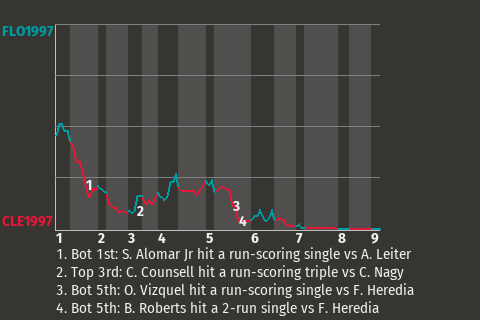 FLO1997
1
2
3
4
CLE1997
1 2 3 4 5 6 7 8 9
1. Bot 1st: S. Alomar Jr hit a run-scoring single vs A. Leiter
2. Top 3rd: C. Counsell hit a run-scoring triple vs C. Nagy
3. Bot 5th: O. Vizquel hit a run-scoring single vs F. Heredia
4. Bot 5th: B. Roberts hit a 2-run single vs F. Heredia